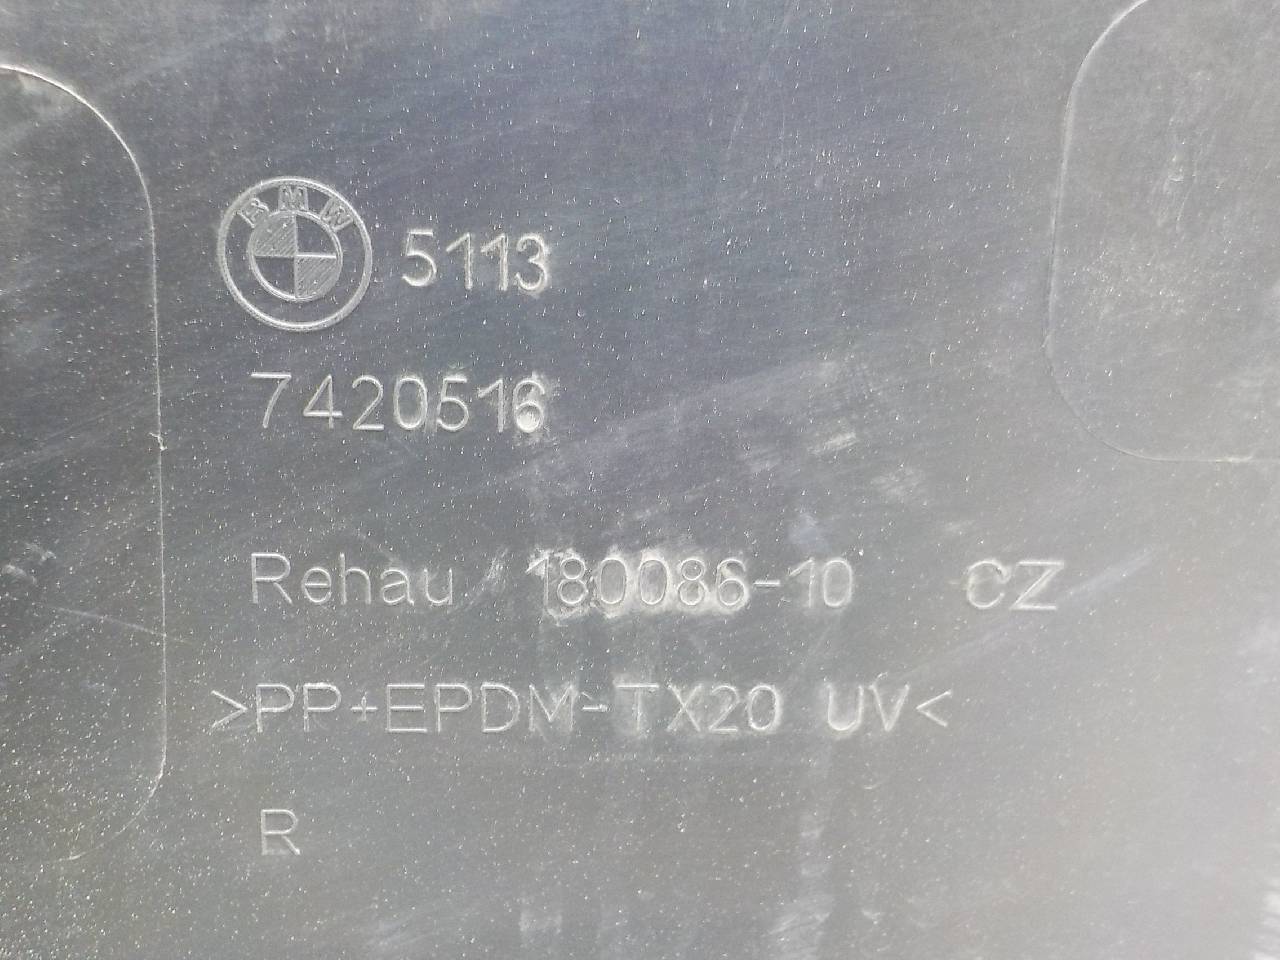 BMW 5113
7420516
Rehau 180086-10 CZ
>PP+EPDM-TX20 UV<
R